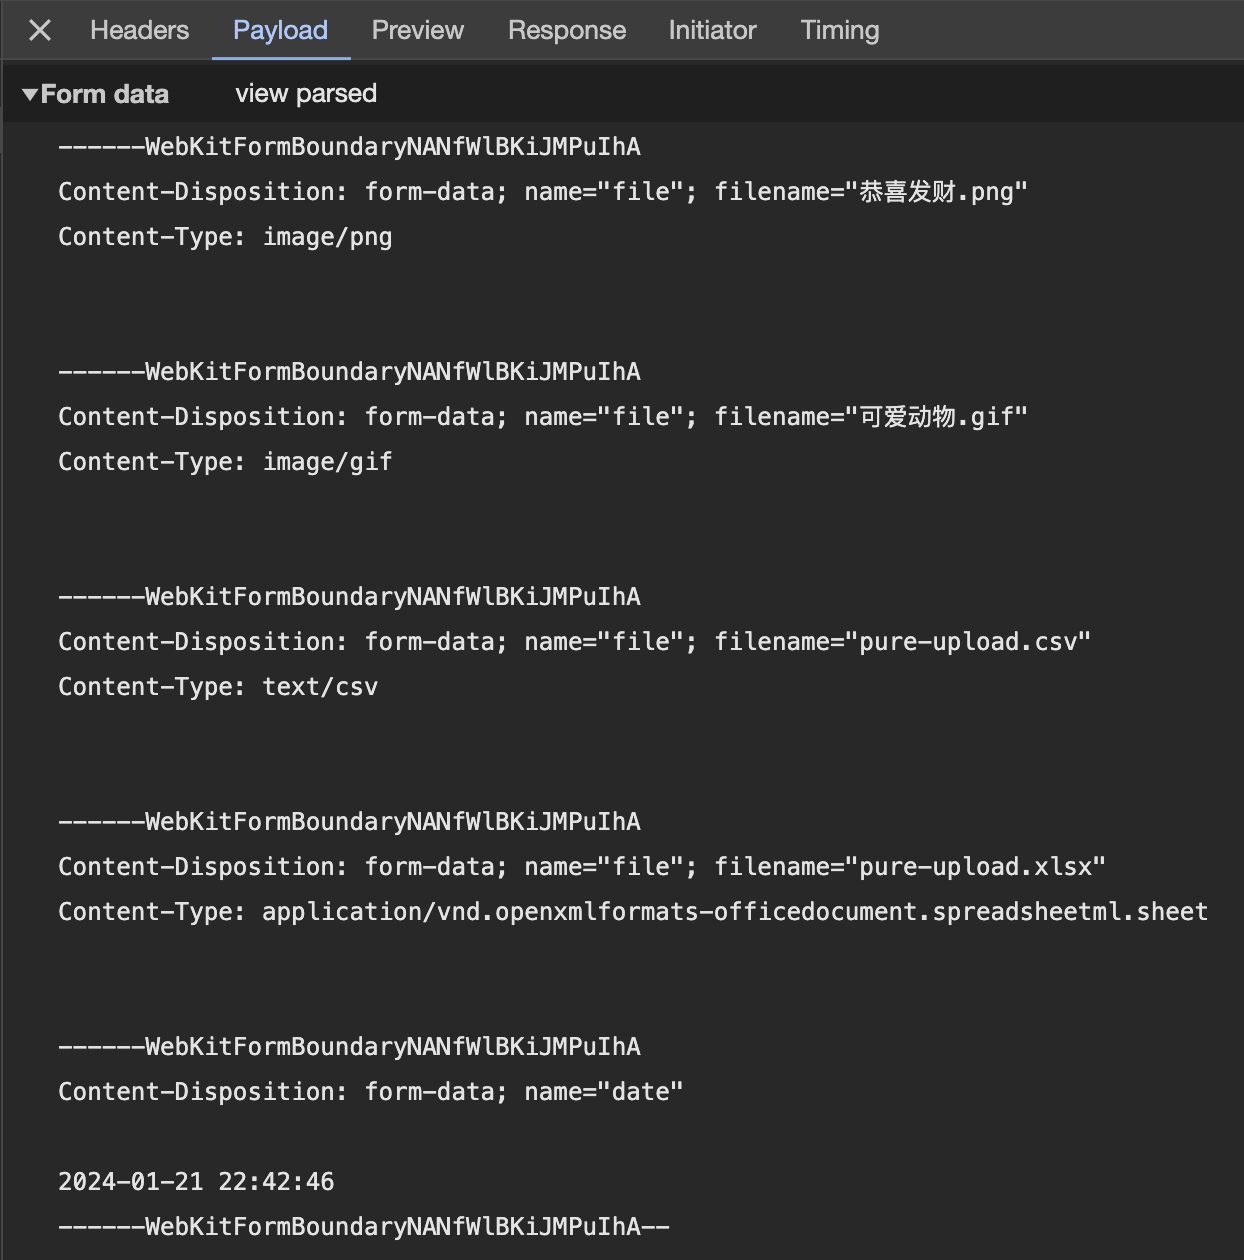 Headers Payload Preview Response Initiator Timing
Form data view parsed
------WebKitFormBoundaryNANfWlBKiJMPuIhA
Content-Disposition: form-data; name="file"; filename="恭喜发财.png"
Content-Type: image/png
------WebKitFormBoundaryNANfWlBKiJMPuIhA
Content-Disposition: form-data; name="file"; filename="可爱动物.gif"
Content-Type: image/gif
------WebKitFormBoundaryNANfWlBKiJMPuIhA
Content-Disposition: form-data; name="file"; filename="pure-upload.csv"
Content-Type: text/csv
------WebKitFormBoundaryNANfWlBKiJMPuIhA
Content-Disposition: form-data; name="file"; filename="pure-upload.xlsx"
Content-Type: application/vnd.openxmlformats-officedocument.spreadsheetml.sheet
------WebKitFormBoundaryNANfWlBKiJMPuIhA
Content-Disposition: form-data; name="date"
2024-01-21 22:42:46
------WebKitFormBoundaryNANfWlBKiJMPuIhA--